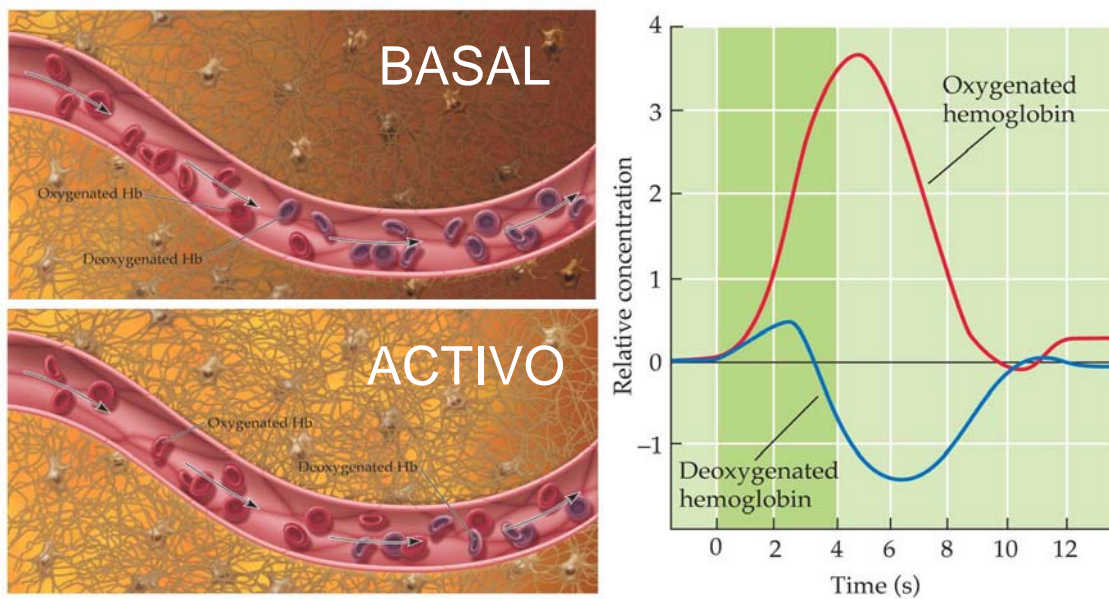 BASAL
Oxygenated Hb
Deoxygenated Hb
ACTIVO
Oxygenated Hb
Deoxygenated Hb
4
3
2
1
0
–1
Relative concentration
Oxygenated
hemoglobin
Deoxygenated
hemoglobin
0 2 4 6 8 10 12
Time (s)